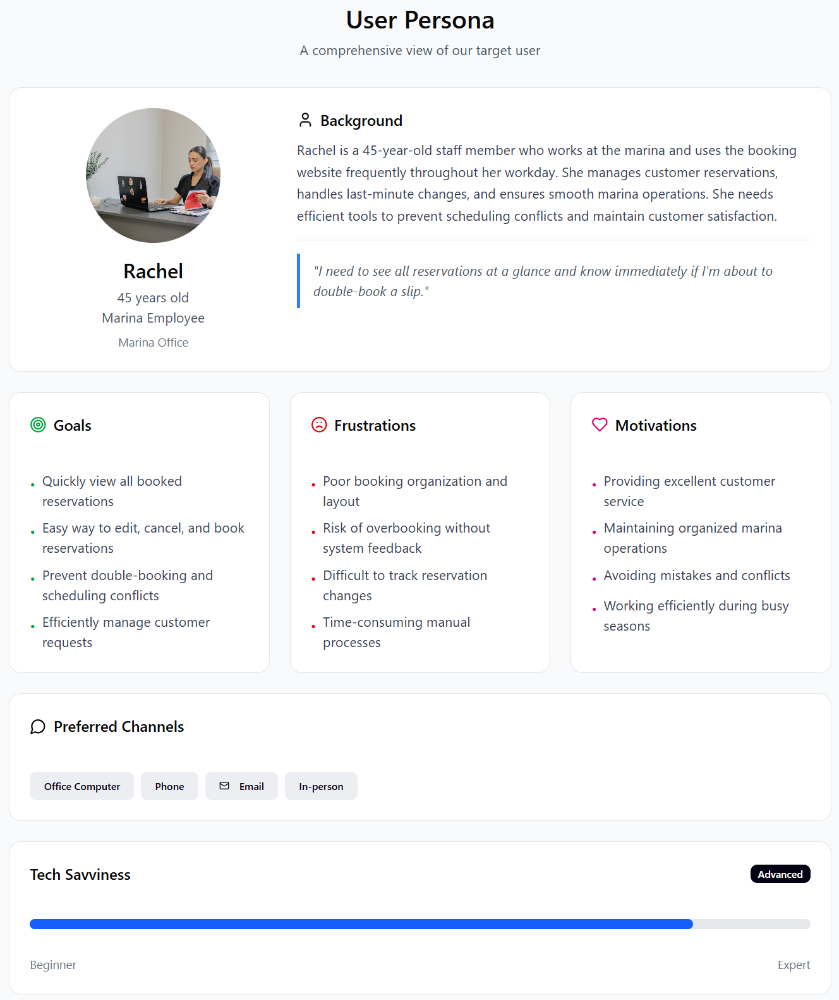 User Persona
A comprehensive view of our target user
Rachel
45 years old
Marina Employee
Marina Office
Background
Rachel is a 45-year-old staff member who works at the marina and uses the booking
website frequently throughout her workday. She manages customer reservations,
handles last-minute changes, and ensures smooth marina operations. She needs
efficient tools to prevent scheduling conflicts and maintain customer satisfaction.
"I need to see all reservations at a glance and know immediately if I'm about to
double-book a slip."
Goals
• Quickly view all booked
reservations
• Easy way to edit, cancel, and book
reservations
• Prevent double-booking and
scheduling conflicts
• Efficiently manage customer
requests
Frustrations
• Poor booking organization and
layout
• Risk of overbooking without
system feedback
• Difficult to track reservation
changes
• Time-consuming manual
processes
Motivations
• Providing excellent customer
service
• Maintaining organized marina
operations
• Avoiding mistakes and conflicts
• Working efficiently during busy
seasons
Preferred Channels
Office Computer
Phone
Email
In-person
Tech Savviness
Advanced
Beginner
Expert